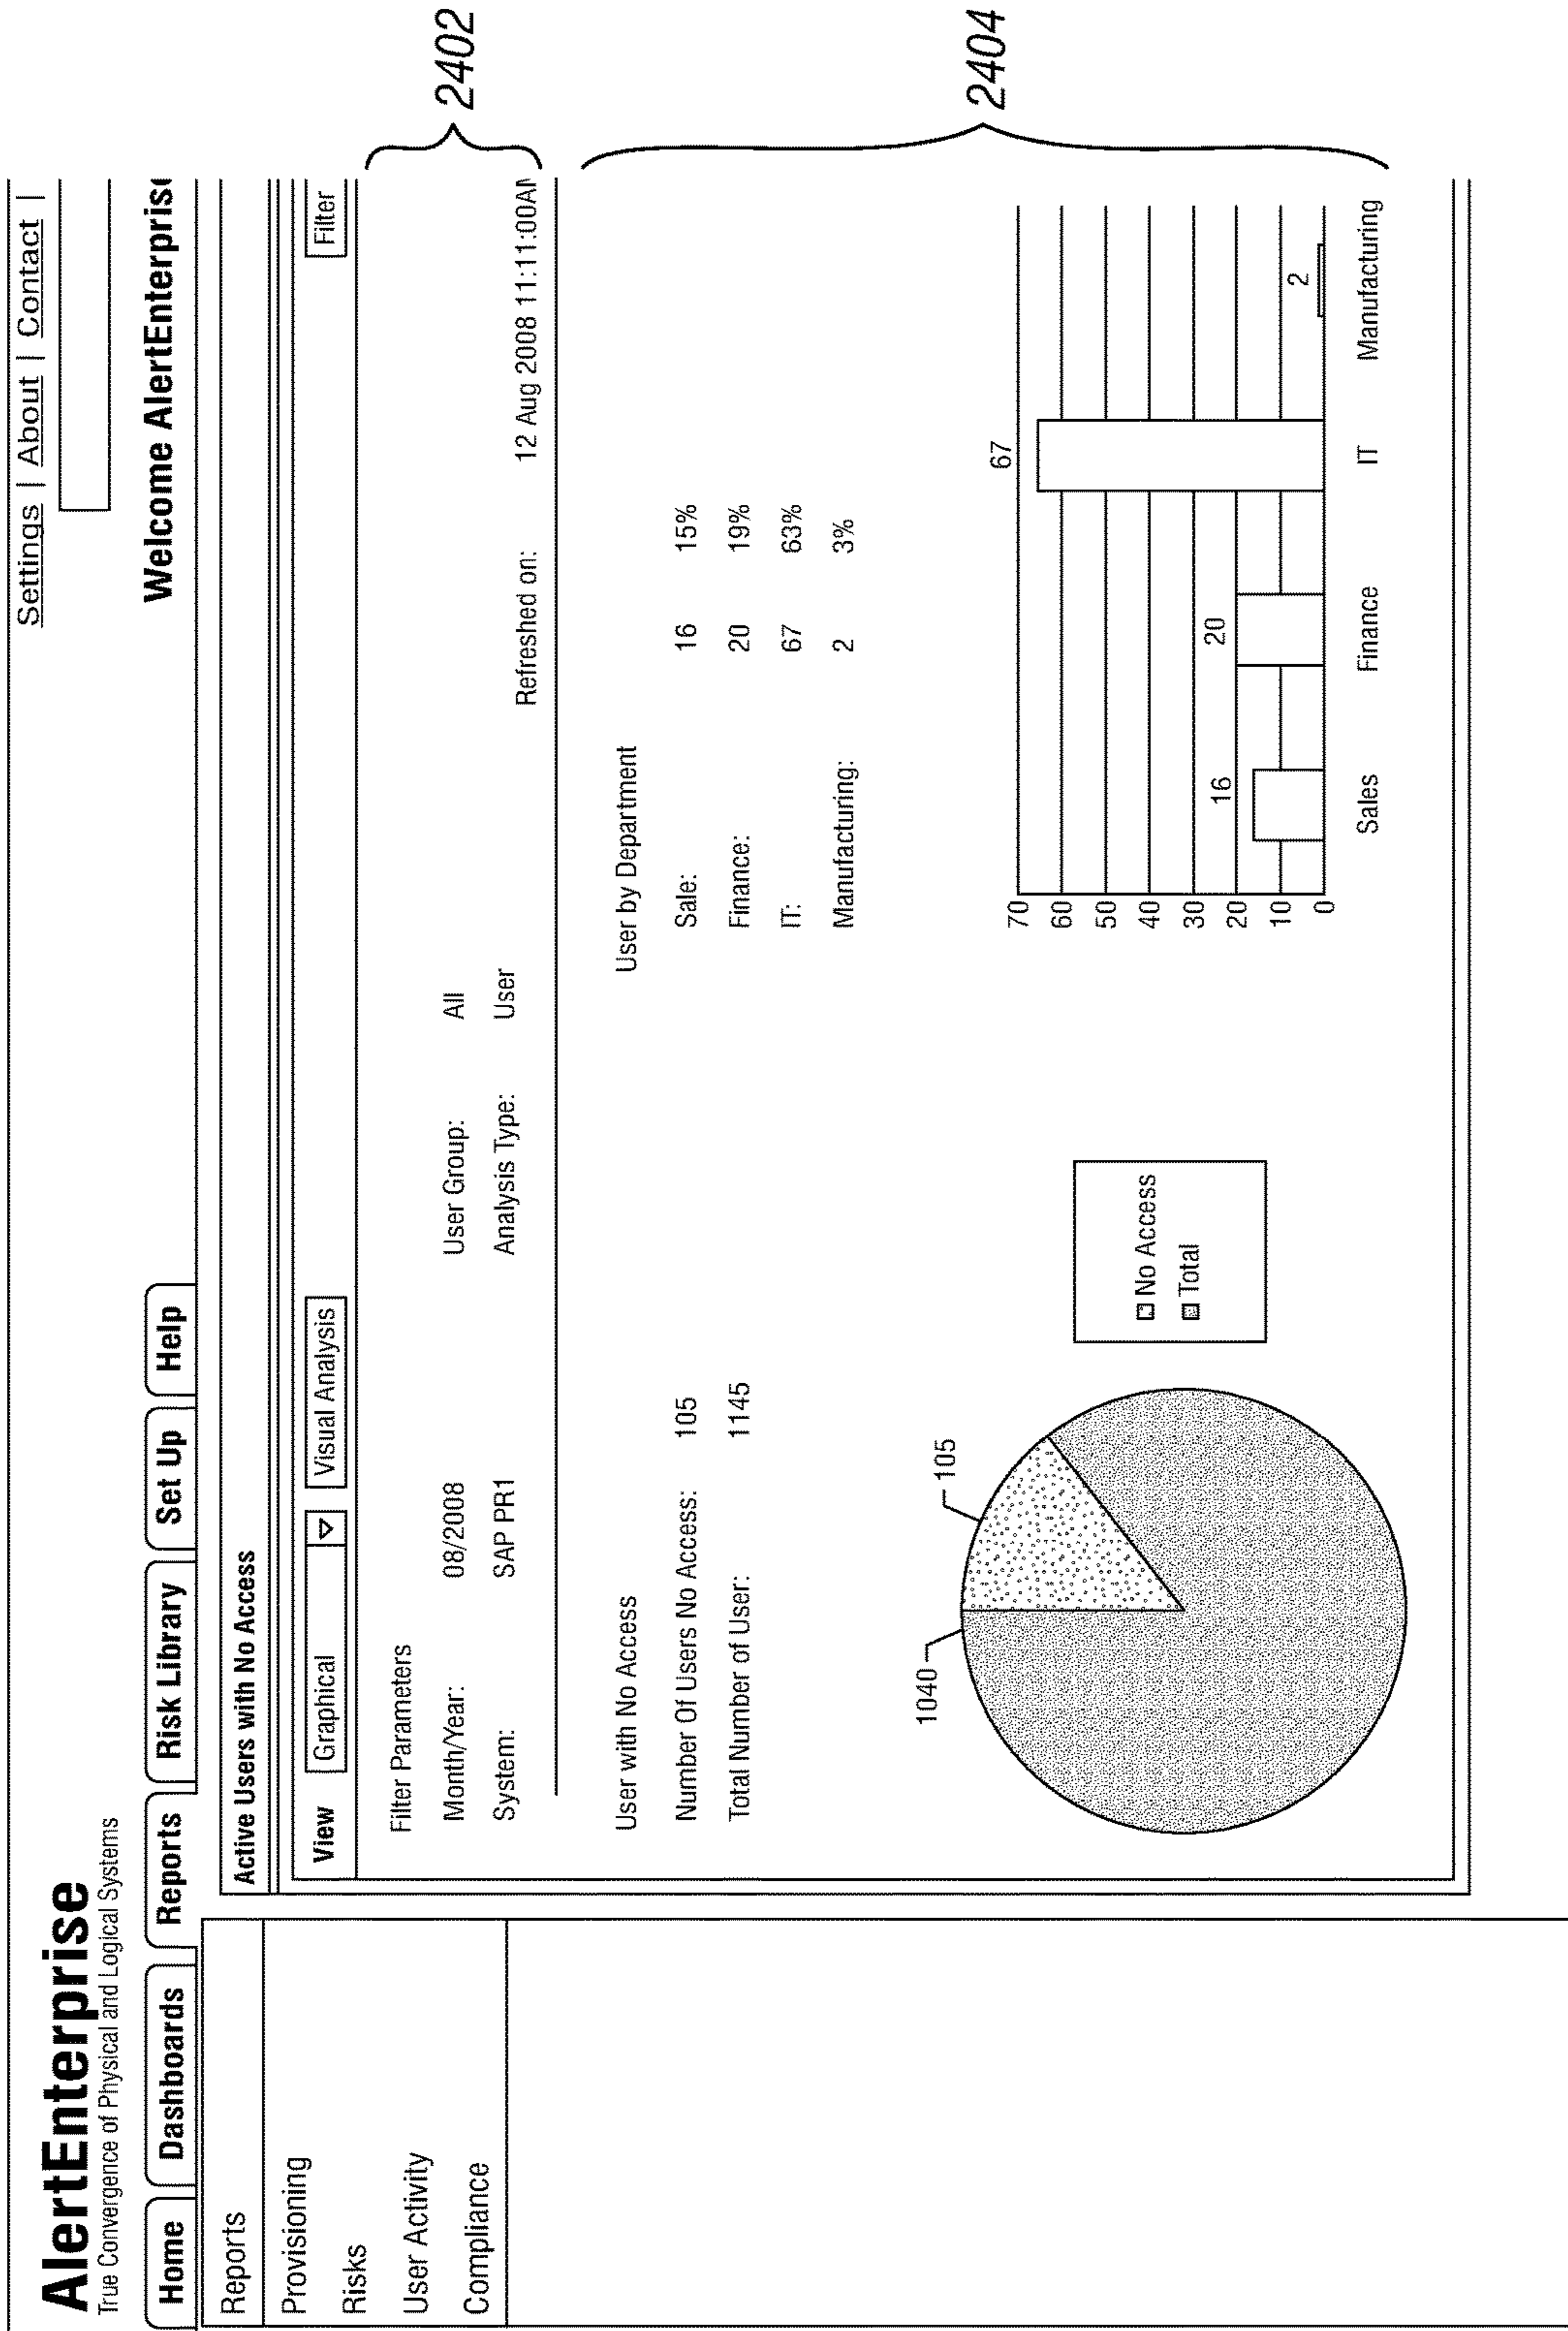 Settings | About | Contact |
AlertEnterprise
True Convergence of Physical and Logical Systems
Welcome AlertEnterprise
Home Dashboards Reports Risk Library Set Up Help
Reports
Provisioning
Risks
User Activity
Compliance
Active Users with No Access
View Graphical Visual Analysis Filter
Filter Parameters
Month/Year: 08/2008 User Group: All
System: SAP PR1 Analysis Type: User Refreshed on: 12 Aug 2008 11:11:00AM
2402
User with No Access
Number Of Users No Access: 105
Total Number of User: 1145
User by Department
Sale: 16 15%
Finance: 20 19%
IT: 67 63%
Manufacturing: 2 3%
2404
1040
105
No Access
Total
70
60
50
40
30
20
10
0
16
20
67
2
Sales Finance IT Manufacturing